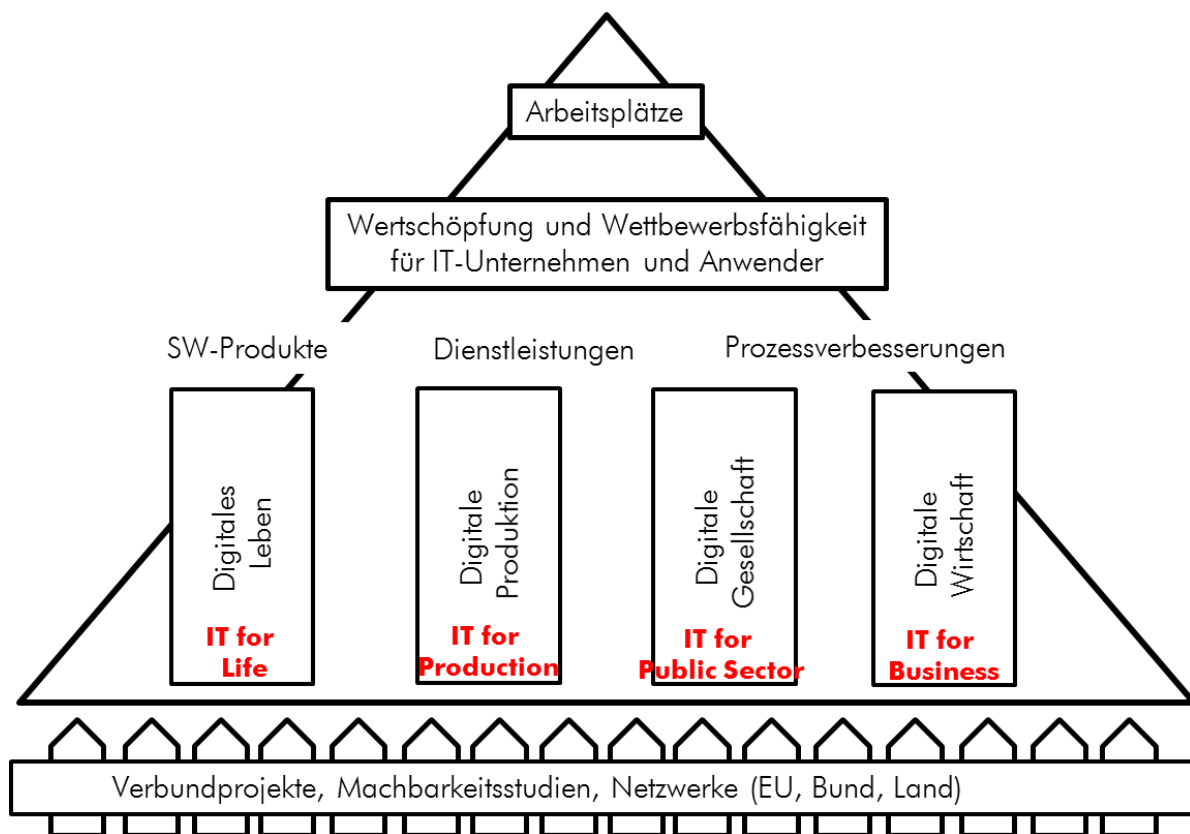 Arbeitsplätze
Wertschöpfung und Wettbewerbsfähigkeit
für IT-Unternehmen und Anwender
SW-Produkte
Dienstleistungen
Prozessverbesserungen
Digitales
Leben
IT for
Life
Digitale
Produktion
IT for
Production
Digitale
Gesellschaft
IT for
Public Sector
Digitale
Wirtschaft
IT for
Business
Verbundprojekte, Machbarkeitsstudien, Netzwerke (EU, Bund, Land)